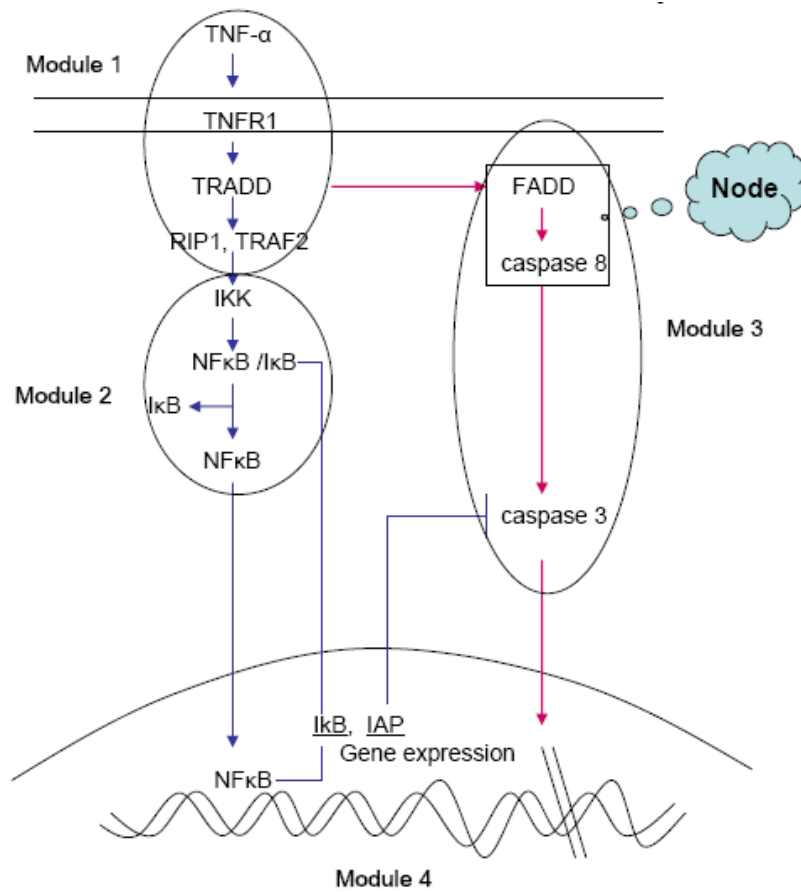 TNF-α
Module 1
TNFR1
TRADD
FADD
Node
RIP1, TRAF2
caspase 8
IKK
Module 3
NFκB /IκB
Module 2
IκB
NFκB
caspase 3
IkB, IAP
Gene expression
NFκB
Module 4